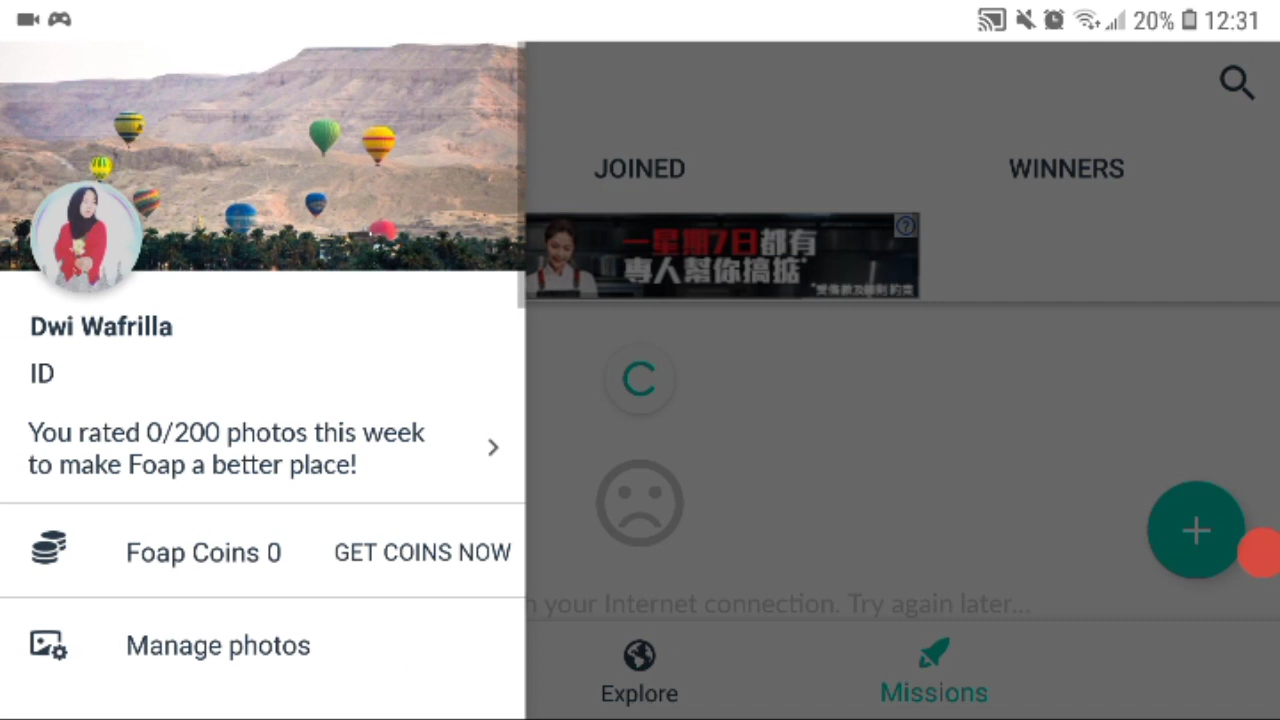 20% 12:31
JOINED
WINNERS
一星期7日都有
專人幫你搞掂*
Dwi Wafrilla
ID
You rated 0/200 photos this week
to make Foap a better place!
Foap Coins 0
GET COINS NOW
your Internet connection. Try again later...
Manage photos
Explore
Missions